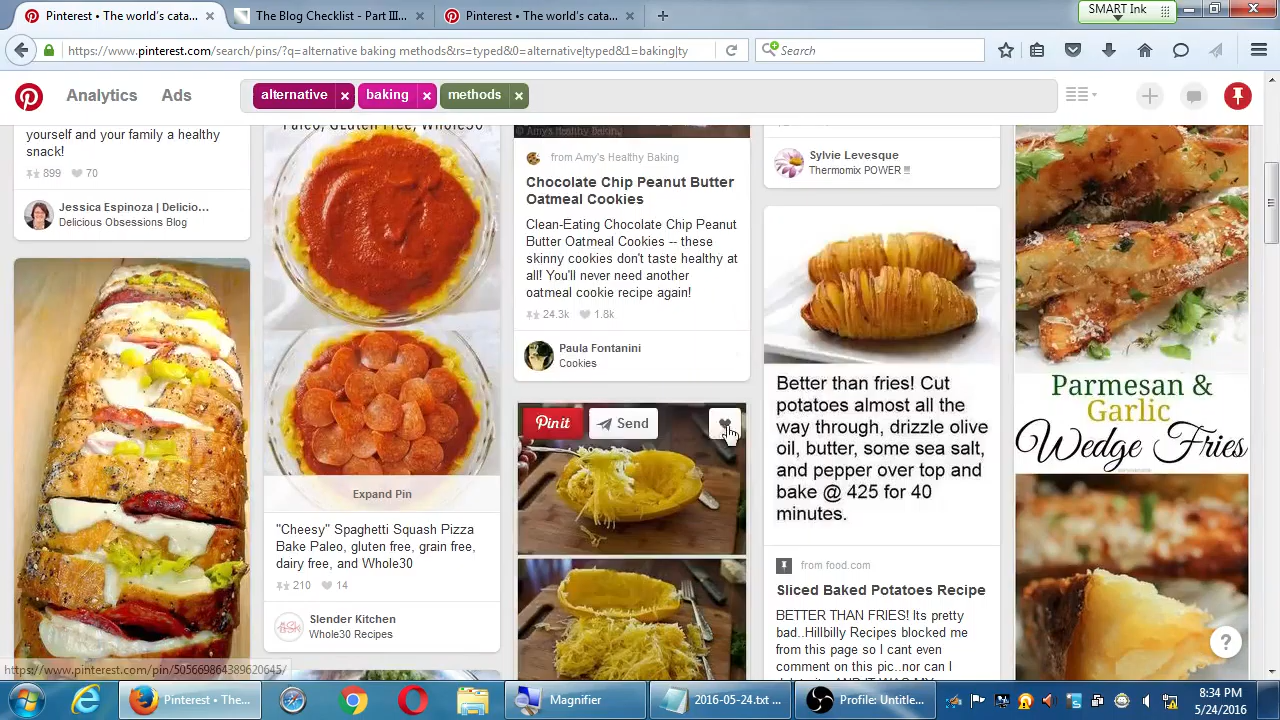 Pinterest • The world's cata...
The Blog Checklist - Part III...
Pinterest • The world's cata...
SMART Ink
https://www.pinterest.com/search/pins/?q=alternative baking methods&rs=typed&0=alternative|typed&1=baking|ty
Search
Analytics
Ads
alternative
baking
methods
yourself and your family a healthy
snack!
899
70
Jessica Espinoza | Delicio...
Delicious Obsessions Blog
Paleo, Gluten Free, Whole30
Expand Pin
"Cheesy" Spaghetti Squash Pizza
Bake Paleo, gluten free, grain free,
dairy free, and Whole30
210
14
Slender Kitchen
Whole30 Recipes
© Amy's Healthy Baking
from Amy's Healthy Baking
Chocolate Chip Peanut Butter
Oatmeal Cookies
Clean-Eating Chocolate Chip
Peanut Butter Oatmeal Cookies -- these
skinny cookies don't taste healthy at
all! You'll never need another
oatmeal cookie recipe again!
24.3k
1.8k
Paula Fontanini
Cookies
Pin it
Send
Sylvie Levesque
Thermomix POWER !!!
Better than fries! Cut
potatoes almost all the
way through, drizzle olive
oil, butter, some sea salt,
and pepper over top and
bake @ 425 for 40
minutes.
from food.com
Sliced Baked Potatoes Recipe
BETTER THAN FRIES! Its pretty
bad..Hillbilly Recipes blocked me
from this page so I cant even
comment on this pic..nor can I
Parmesan &
Garlic
Wedge Fries
?
https://www.pinterest.com/pin/505669864389620645/
Pinterest • The...
Magnifier
2016-05-24.txt ...
Profile: Untitle...
8:34 PM
5/24/2016